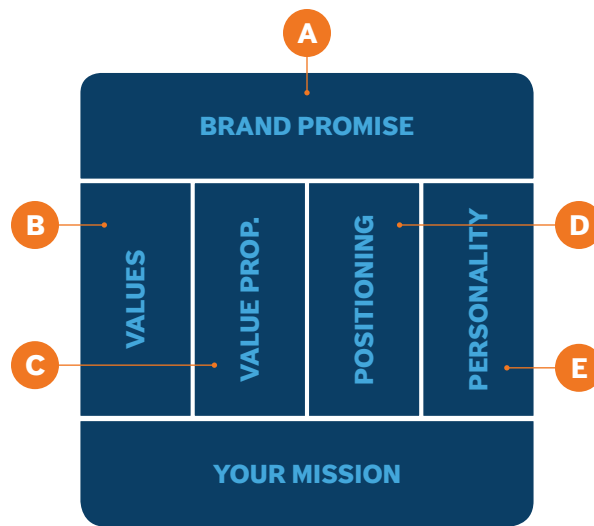 A
BRAND PROMISE
B
VALUES
C
VALUE PROP.
POSITIONING
D
PERSONALITY
E
YOUR MISSION